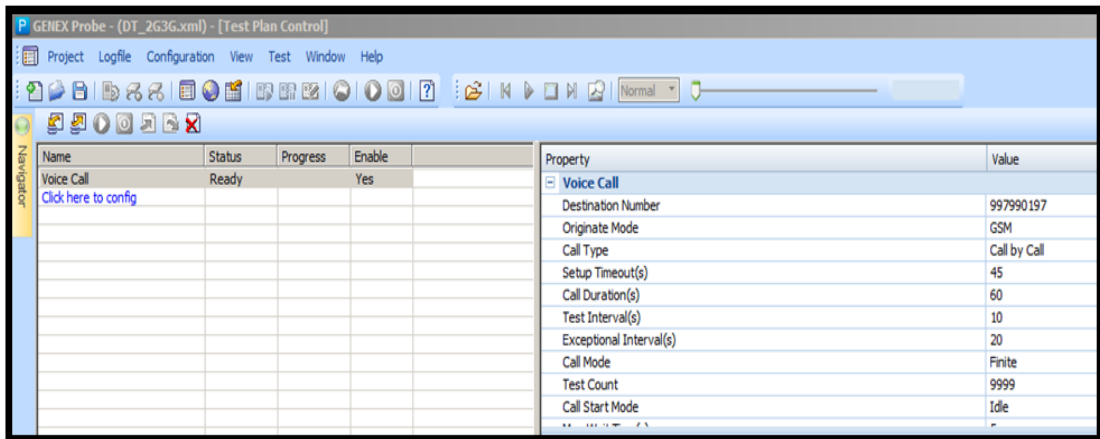 GENEX Probe - (DT_2G3G.xml) - [Test Plan Control]
Project Logfile Configuration View Test Window Help
Normal
Navigator
Name Status Progress Enable
Voice Call Ready Yes
Click here to config
Property Value
Voice Call
Destination Number 997990197
Originate Mode GSM
Call Type Call by Call
Setup Timeout(s) 45
Call Duration(s) 60
Test Interval(s) 10
Exceptional Interval(s) 20
Call Mode Finite
Test Count 9999
Call Start Mode Idle